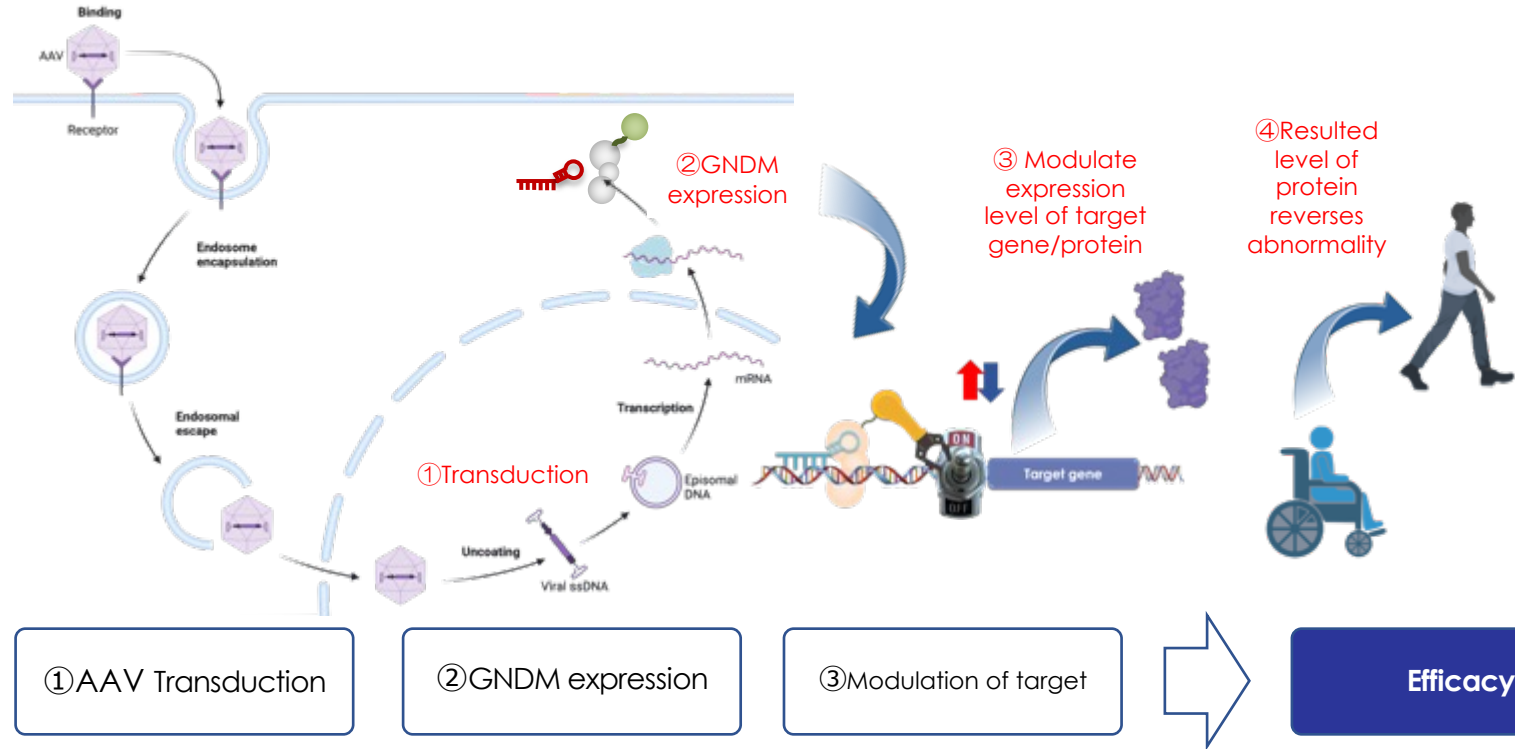 Binding
AAV
Receptor
Endosome
encapsulation
Endosomal
escape
Uncoating
Viral ssDNA
Episomal
DNA
Transcription
mRNA
①Transduction
②GNDM
expression
③ Modulate
expression
level of target
gene/protein
④Resulted
level of
protein
reverses
abnormality
ON
OFF
Target gene
①AAV Transduction
②GNDM expression
③Modulation of target
Efficacy